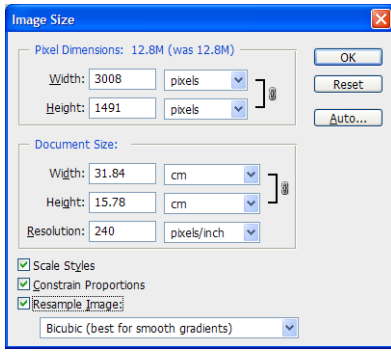 Image Size
Pixel Dimensions: 12.8M (was 12.8M)
Width: 3008 pixels
Height: 1491 pixels
OK
Reset
Auto...
Document Size:
Width: 31.84 cm
Height: 15.78 cm
Resolution: 240 pixels/inch
Scale Styles
Constrain Proportions
Resample Image:
Bicubic (best for smooth gradients)